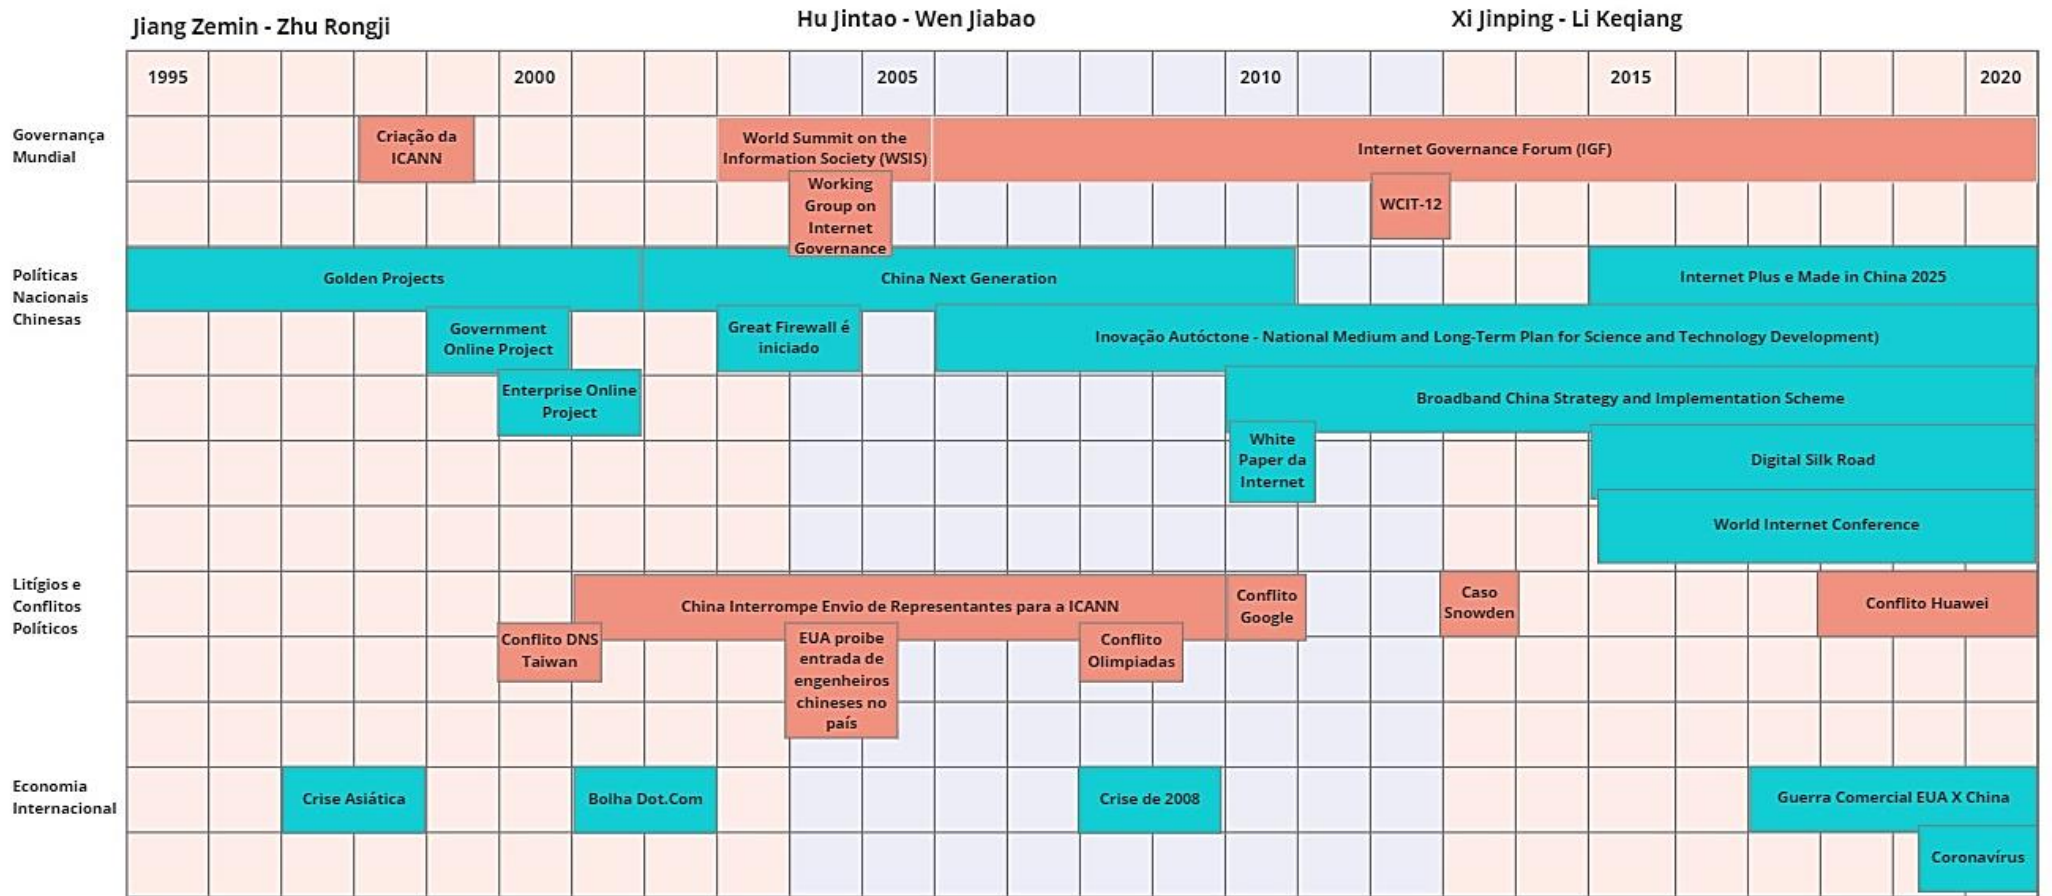 Jiang Zemin - Zhu Rongji
Hu Jintao - Wen Jiabao
Xi Jinping - Li Keqiang
1995
2000
2005
2010
2015
2020
Governança
Mundial
Criação da
ICANN
World Summit on the
Information Society (WSIS)
Internet Governance Forum (IGF)
Working
Group on
Internet
Governance
WCIT-12
Políticas
Nacionais
Chinesas
Golden Projects
China Next Generation
Internet Plus e Made in China 2025
Government
Online Project
Great Firewall é
iniciado
Inovação Autóctone - National Medium and Long-Term Plan for Science and Technology Development)
Enterprise Online
Project
Broadband China Strategy and Implementation Scheme
White
Paper da
Internet
Digital Silk Road
World Internet Conference
Litígios e
Conflitos
Políticos
China Interrompe Envio de Representantes para a ICANN
Conflito
Google
Caso
Snowden
Conflito Huawei
Conflito DNS
Taiwan
EUA proibe
entrada de
engenheiros
chineses no
país
Conflito
Olimpiadas
Economia
Internacional
Crise Asiática
Bolha Dot.Com
Crise de 2008
Guerra Comercial EUA X China
Coronavírus